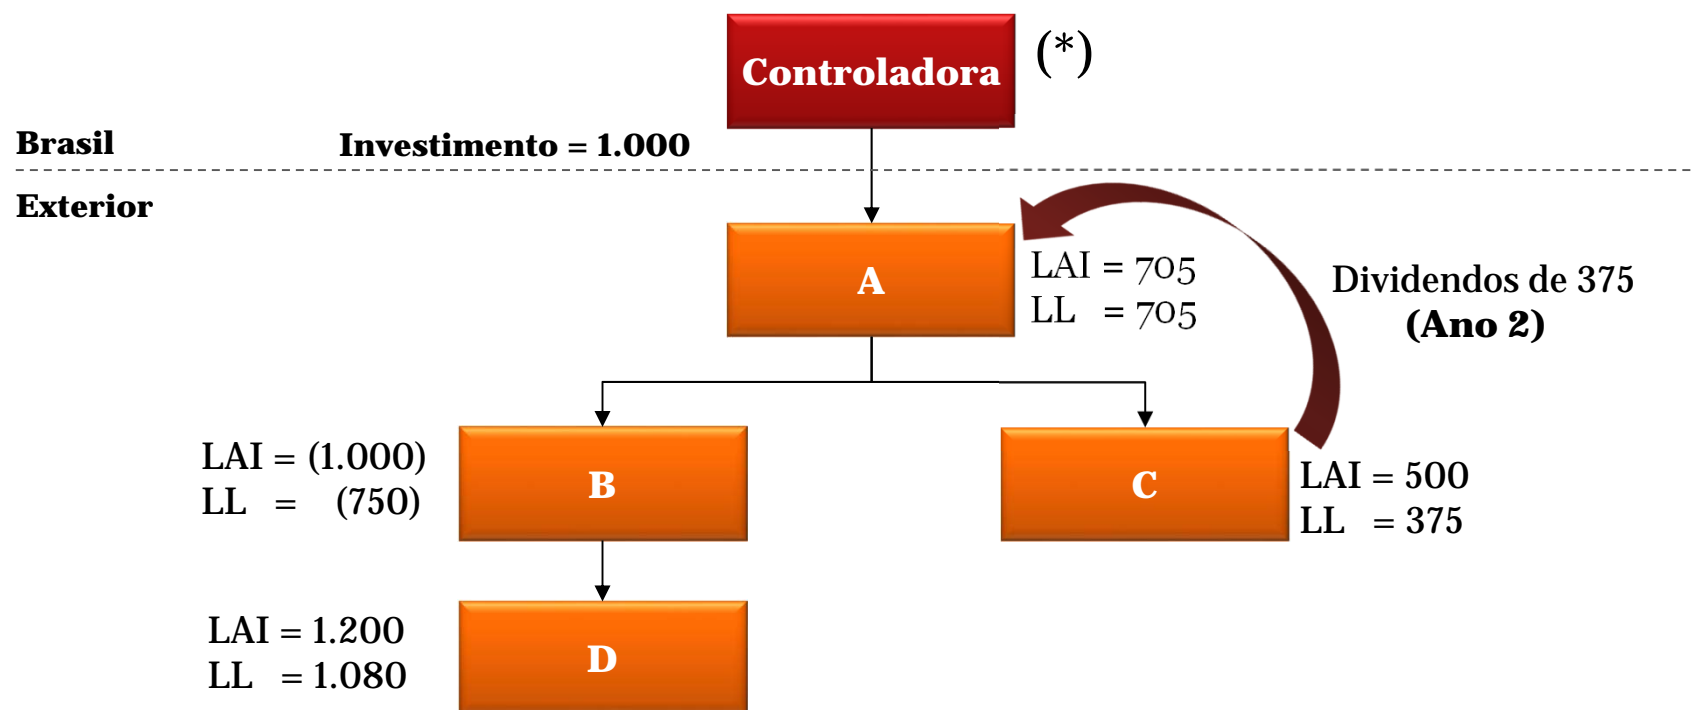 Controladora
(*)
Brasil
Investimento = 1.000
Exterior
A
LAI = 705
LL = 705
Dividendos de 375
(Ano 2)
LAI = (1.000)
LL = (750)
B
C
LAI = 500
LL = 375
LAI = 1.200
LL = 1.080
D